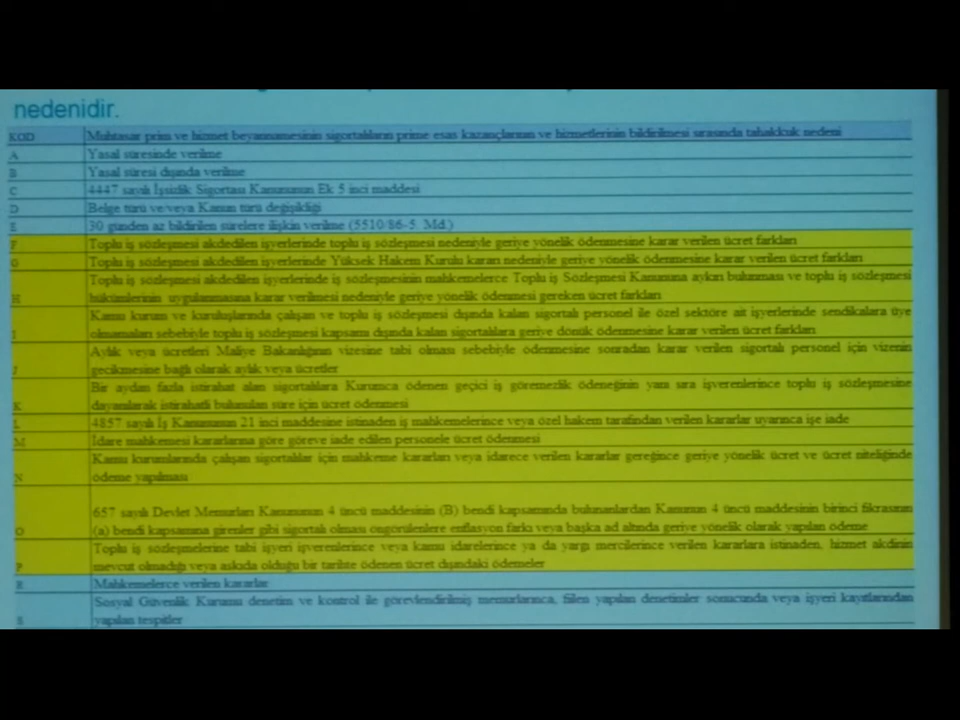 nedenidir.
KOD Muhtasar prim ve hizmet beyannamesinin sigortalıların prime esas kazançlarının ve hizmetlerinin bildirilmesi sırasında tahakkuk nedeni
A Yasal süresinde verilme
B Yasal süresi dışında verilme
C 4447 sayılı İşsizlik Sigortası Kanununun Ek 5 inci maddesi
D Belge türü ve/veya Kanun türü değişikliği
E 30 günden az bildirilen sürelere ilişkin verilme (5510/86-5. Md.)
F Toplu iş sözleşmesi akdedilen işyerlerinde toplu iş sözleşmesi nedeniyle geriye yönelik ödenmesine karar verilen ücret farkları
G Toplu iş sözleşmesi akdedilen işyerlerinde Yüksek Hakem Kurulu kararı nedeniyle geriye yönelik ödenmesine karar verilen ücret farkları
Toplu iş sözleşmesi akdedilen işyerlerinde iş sözleşmesinin mahkemelerce Toplu İş Sözleşmesi Kanununa aykırı bulunması ve toplu iş sözleşmesi
H hükümlerinin uygulanmasına karar verilmesi nedeniyle geriye yönelik ödenmesi gereken ücret farkları
Kamu kurum ve kuruluşlarında çalışan ve toplu iş sözleşmesi dışında kalan sigortalı personel ile özel sektöre ait işyerlerinde sendikalara üye
I olmamaları sebebiyle toplu iş sözleşmesi kapsamı dışında kalan sigortalılara geriye dönük ödenmesine karar verilen ücret farkları
Aylık veya ücretleri Maliye Bakanlığının vizesine tabi olması sebebiyle ödenmesine sonradan karar verilen sigortalı personel için vizenin
J gecikmesine bağlı olarak aylık veya ücretler
Bir aydan fazla istirahat alan sigortalılara Kurumca ödenen geçici iş göremezlik ödeneğinin yanı sıra işverenlerince toplu iş sözleşmesine
K dayanılarak istirahatli bulunulan süre için ücret ödenmesi
L 4857 sayılı İş Kanununun 21 inci maddesine istinaden iş mahkemelerince veya özel hakem tarafından verilen kararlar uyarınca işe iade
M İdare mahkemesi kararlarına göre göreve iade edilen personele ücret ödenmesi
Kamu kurumlarında çalışan sigortalılar için mahkeme kararları veya idarece verilen kararlar gereğince geriye yönelik ücret ve ücret niteliğinde
N ödeme yapılması
657 sayılı Devlet Memurları Kanununun 4 üncü maddesinin (B) bendi kapsamında bulunanlardan Kanunun 4 üncü maddesinin birinci fıkrasının
O (a) bendi kapsamına girenler gibi sigortalı olması öngörülenlere enflasyon farkı veya başka ad altında geriye yönelik olarak yapılan ödeme
Toplu iş sözleşmelerine tabi işyeri işverenlerince veya kamu idarelerince ya da yargı mercilerince verilen kararlara istinaden, hizmet akdinin
P mevcut olmadığı veya askıda olduğu bir tarihte ödenen ücret dışındaki ödemeler
R Mahkemelerce verilen kararlar
Sosyal Güvenlik Kurumu denetim ve kontrol ile görevlendirilmiş memurlarınca, fiilen yapılan denetimler sonucunda veya işyeri kayıtlarından
S yapılan tespitler